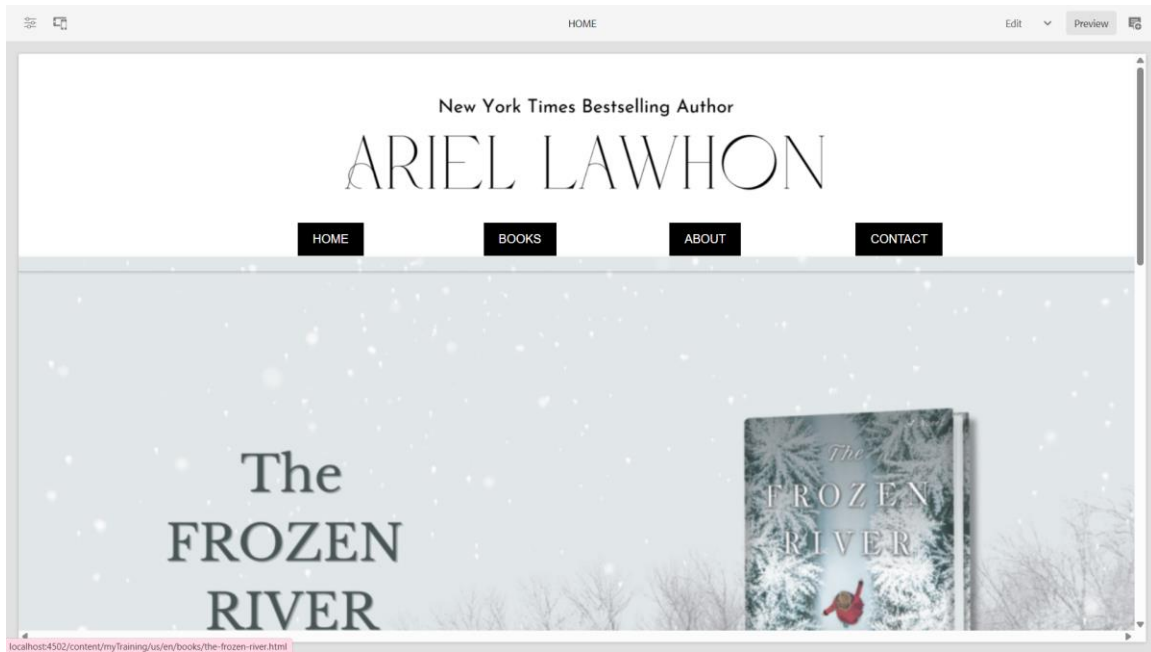 HOME
Edit
Preview
New York Times Bestselling Author
ARIEL LAWHON
HOME BOOKS ABOUT CONTACT
The
FROZEN
RIVER
The
FROZEN
RIVER
localhost:4502/content/myTraining/us/en/books/the-frozen-river.html